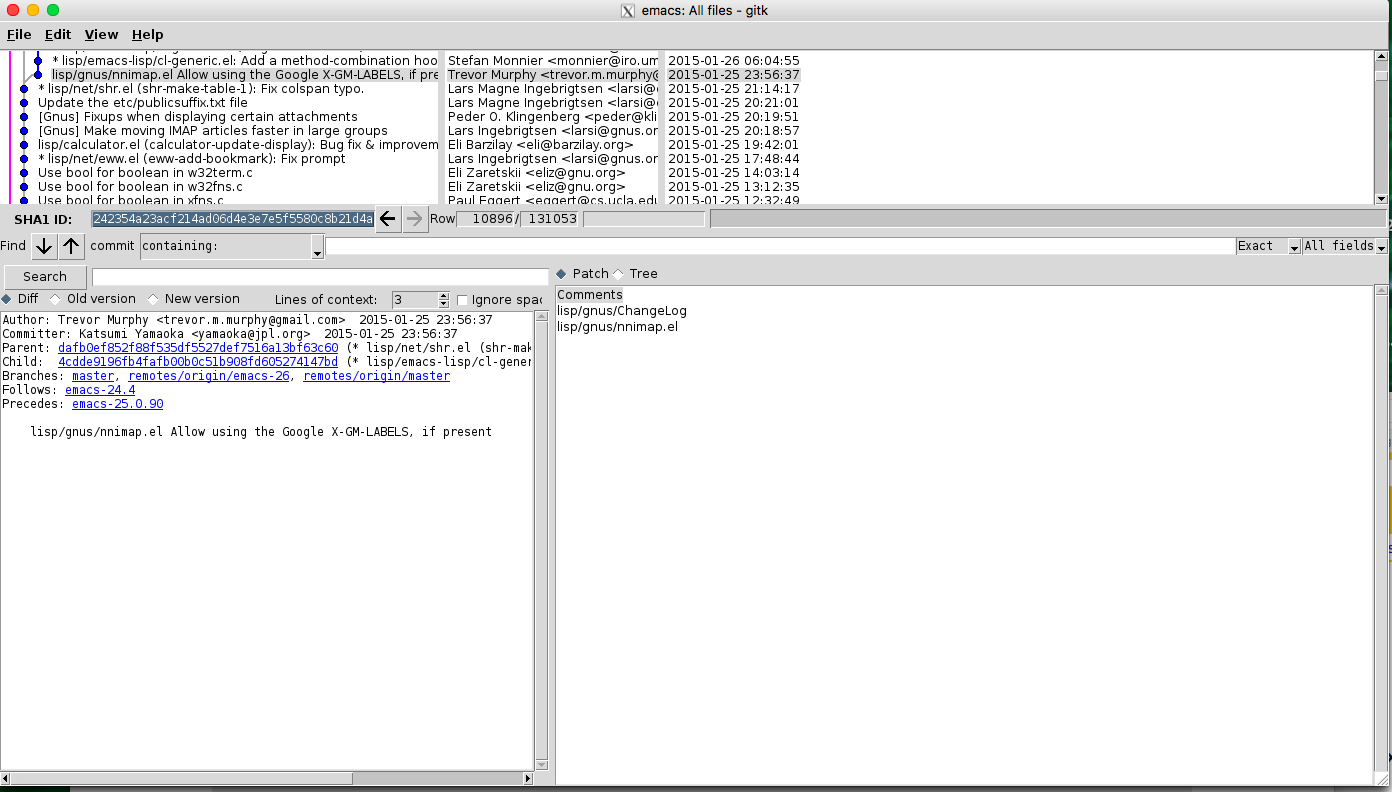 emacs: All files - gitk
File Edit View Help
* lisp/emacs-lisp/cl-generic.el: Add a method-combination hoo Stefan Monnier <monnier@iro.um 2015-01-26 06:04:55
lisp/gnus/nnimap.el Allow using the Google X-GM-LABELS, if pre Trevor Murphy <trevor.m.murphy@ 2015-01-25 23:56:37
* lisp/net/shr.el (shr-make-table-1): Fix colspan typo. Lars Magne Ingebrigtsen <larsi@ 2015-01-25 21:14:17
Update the etc/publicsuffix.txt file Lars Magne Ingebrigtsen <larsi@ 2015-01-25 20:21:01
[Gnus] Fixups when displaying certain attachments Peder O. Klingenberg <peder@kli 2015-01-25 20:19:51
[Gnus] Make moving IMAP articles faster in large groups Lars Ingebrigtsen <larsi@gnus.or 2015-01-25 20:18:57
lisp/calculator.el (calculator-update-display): Bug fix & improvem Eli Barzilay <eli@barzilay.org> 2015-01-25 19:42:01
* lisp/net/eww.el (eww-add-bookmark): Fix prompt Lars Ingebrigtsen <larsi@gnus.or 2015-01-25 17:48:44
Use bool for boolean in w32term.c Eli Zaretskii <eliz@gnu.org> 2015-01-25 14:03:14
Use bool for boolean in w32fns.c Eli Zaretskii <eliz@gnu.org> 2015-01-25 13:12:35
Use bool for boolean in xfns.c Paul Eggert <eggert@cs.ucla.edu 2015-01-25 12:32:49
SHA1 ID: 242354a23acf214ad06d4e3e7e5f5580c8b21d4a Row 10896 / 131053
Find commit containing: Exact All fields
Search
Patch Tree
Diff Old version New version Lines of context: 3 Ignore spac
Comments
lisp/gnus/ChangeLog
lisp/gnus/nnimap.el
Author: Trevor Murphy <trevor.m.murphy@gmail.com> 2015-01-25 23:56:37
Committer: Katsumi Yamaoka <yamaoka@jpl.org> 2015-01-25 23:56:37
Parent: dafb0ef852f88f535df5527def7516a13bf63c60 (* lisp/net/shr.el (shr-mak
Child: 4cdde9196fb4fafb00b0c51b908fd605274147bd (* lisp/emacs-lisp/cl-gener
Branches: master, remotes/origin/emacs-26, remotes/origin/master
Follows: emacs-24.4
Precedes: emacs-25.0.90
lisp/gnus/nnimap.el Allow using the Google X-GM-LABELS, if present